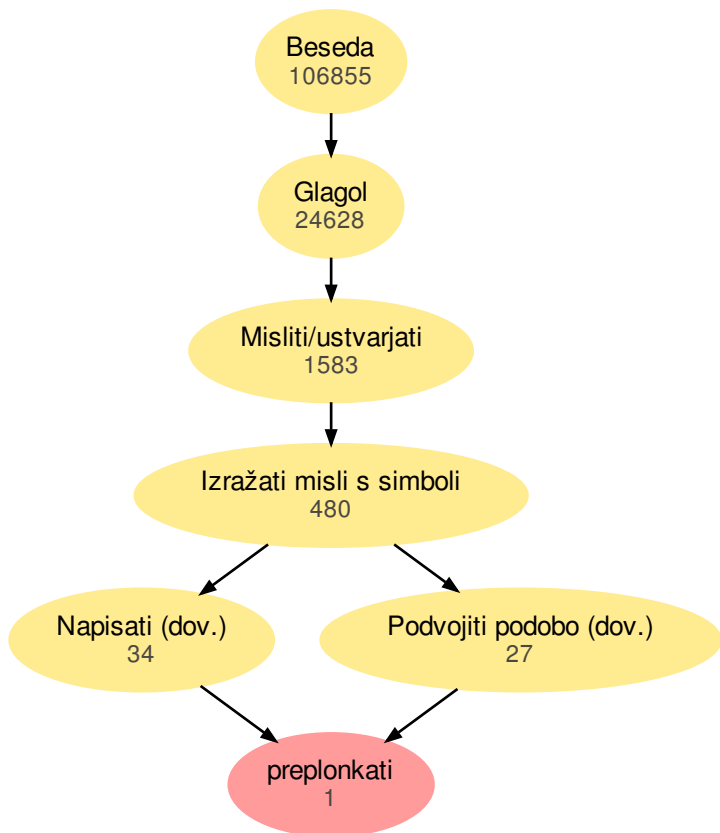 Beseda
106855
Glagol
24628
Misliti/ustvarjati
1583
Izražati misli s simboli
480
Napisati (dov.)
34
Podvojiti podobo (dov.)
27
preplonkati
1